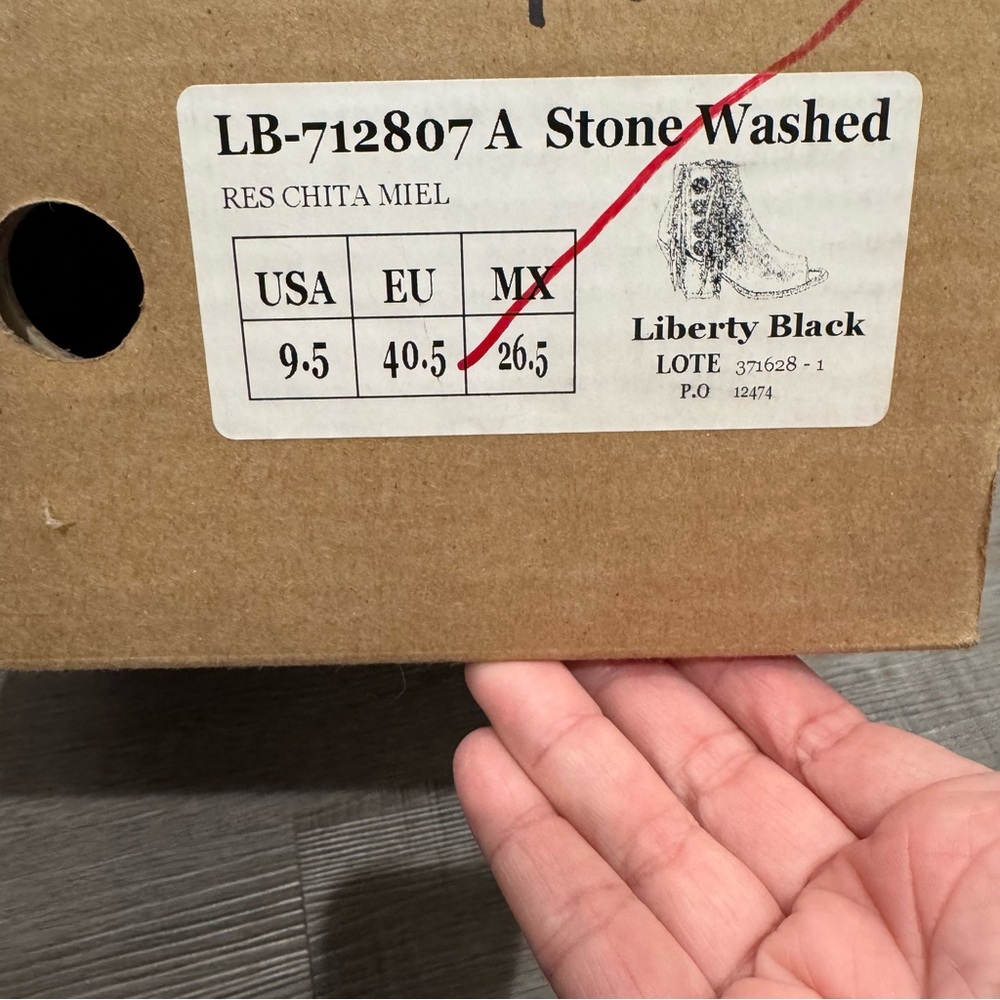 LB-712807 A Stone Washed
RES CHITA MIEL
USA EU MX
9.5 40.5 26.5
Liberty Black
LOTE 371628 - 1
P.O 12474